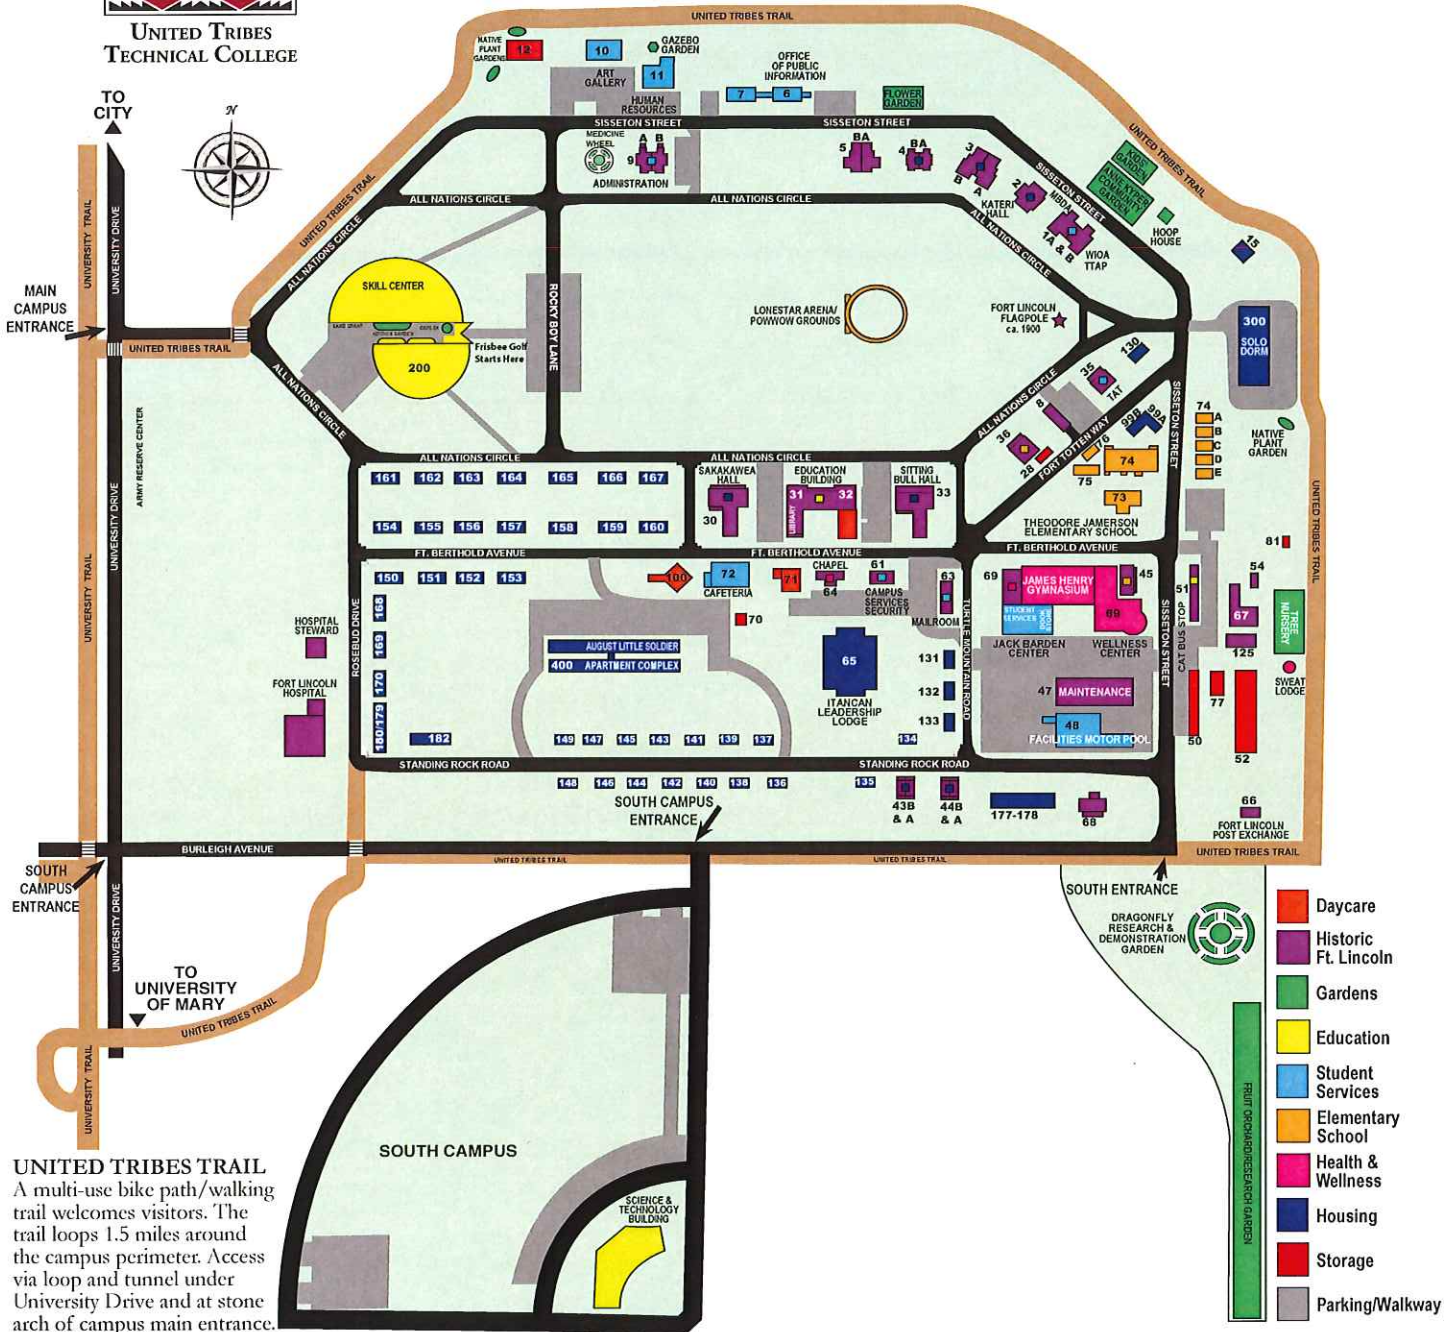 UNITED TRIBES
TECHNICAL COLLEGE
UNITED TRIBES TRAIL
NATIVE
PLANT
GARDENS
12
10
ART
GALLERY
GAZEBO
GARDEN
11
HUMAN
RESOURCES
OFFICE
OF PUBLIC
INFORMATION
7
6
FLOWER
GARDEN
TO
CITY
N
SISSETON STREET
SISSETON STREET
MEDICINE
WHEEL
A B
9
ADMINISTRATION
BA
5
BA
4
3
B A
KATERI
HALL
2
MBDA
1A & B
WIOA
TTAP
SISSETON STREET
KIDS
GARDEN
ANNE KYPER
COMMUNITY
GARDEN
HOOP
HOUSE
UNITED TRIBES TRAIL
15
UNITED TRIBES TRAIL
UNIVERSITY TRAIL
UNIVERSITY DRIVE
ALL NATIONS CIRCLE
ALL NATIONS CIRCLE
ALL NATIONS CIRCLE
ALL NATIONS CIRCLE
MAIN
CAMPUS
ENTRANCE
UNITED TRIBES TRAIL
SKILL CENTER
200
Frisbee Golf
Starts Here
ROCKY BOY LANE
LONESTAR ARENA/
POWWOW GROUNDS
FORT LINCOLN
FLAGPOLE
ca. 1900
300
SOLO
DORM
130
35
TAT
8
36
28
ALL NATIONS CIRCLE
FORT TOTTEN WAY
99B
99A
76
75
74
73
THEODORE JAMERSON
ELEMENTARY SCHOOL
SISSETON STREET
74
A
B
C
D
E
NATIVE
PLANT
GARDEN
UNITED TRIBES TRAIL
ARMY RESERVE CENTER
ALL NATIONS CIRCLE
ALL NATIONS CIRCLE
ALL NATIONS CIRCLE
161 162 163 164 165 166 167
154 155 156 157 158 159 160
SAKAKAWEA
HALL
30
EDUCATION
BUILDING
31 32
LIBRARY
SITTING
BULL HALL
33
FT. BERTHOLD AVENUE
FT. BERTHOLD AVENUE
FT. BERTHOLD AVENUE
150 151 152 153
168
169
170
180/179
182
ROSEBUD DRIVE
100
72
CAFETERIA
71
CHAPEL
64
61
CAMPUS
SERVICES
SECURITY
63
MAILROOM
70
HOSPITAL
STEWARD
FORT LINCOLN
HOSPITAL
AUGUST LITTLE SOLDIER
400 APARTMENT COMPLEX
65
ITANCAN
LEADERSHIP
LODGE
131
132
133
TURTLE MOUNTAIN ROAD
69
JAMES HENRY
GYMNASIUM
45
STUDENT
SERVICES
BOOK
STORE
69
JACK BARDEN
CENTER
WELLNESS
CENTER
47
MAINTENANCE
48
FACILITIES MOTOR POOL
SISSETON STREET
CAT BUS STOP
51
81
54
67
125
TREE
NURSERY
SWEAT
LODGE
50
77
52
149 147 145 143 141 139 137 134
STANDING ROCK ROAD
STANDING ROCK ROAD
148 146 144 142 140 138 136 135
43B
& A
44B
& A
177-178
68
66
FORT LINCOLN
POST EXCHANGE
SOUTH CAMPUS
ENTRANCE
UNIVERSITY TRAIL
UNIVERSITY DRIVE
BURLEIGH AVENUE
UNITED TRIBES TRAIL
UNITED TRIBES TRAIL
UNITED TRIBES TRAIL
SOUTH ENTRANCE
SOUTH
CAMPUS
ENTRANCE
UNIVERSITY DRIVE
TO
UNIVERSITY
OF MARY
UNITED TRIBES TRAIL
UNIVERSITY TRAIL
DRAGONFLY
RESEARCH &
DEMONSTRATION
GARDEN
FRUIT ORCHARD/RESEARCH GARDEN
SOUTH CAMPUS
SCIENCE &
TECHNOLOGY
BUILDING
UNITED TRIBES TRAIL
A multi-use bike path/walking
trail welcomes visitors. The
trail loops 1.5 miles around
the campus perimeter. Access
via loop and tunnel under
University Drive and at stone
arch of campus main entrance.
Daycare
Historic
Ft. Lincoln
Gardens
Education
Student
Services
Elementary
School
Health &
Wellness
Housing
Storage
Parking/Walkway